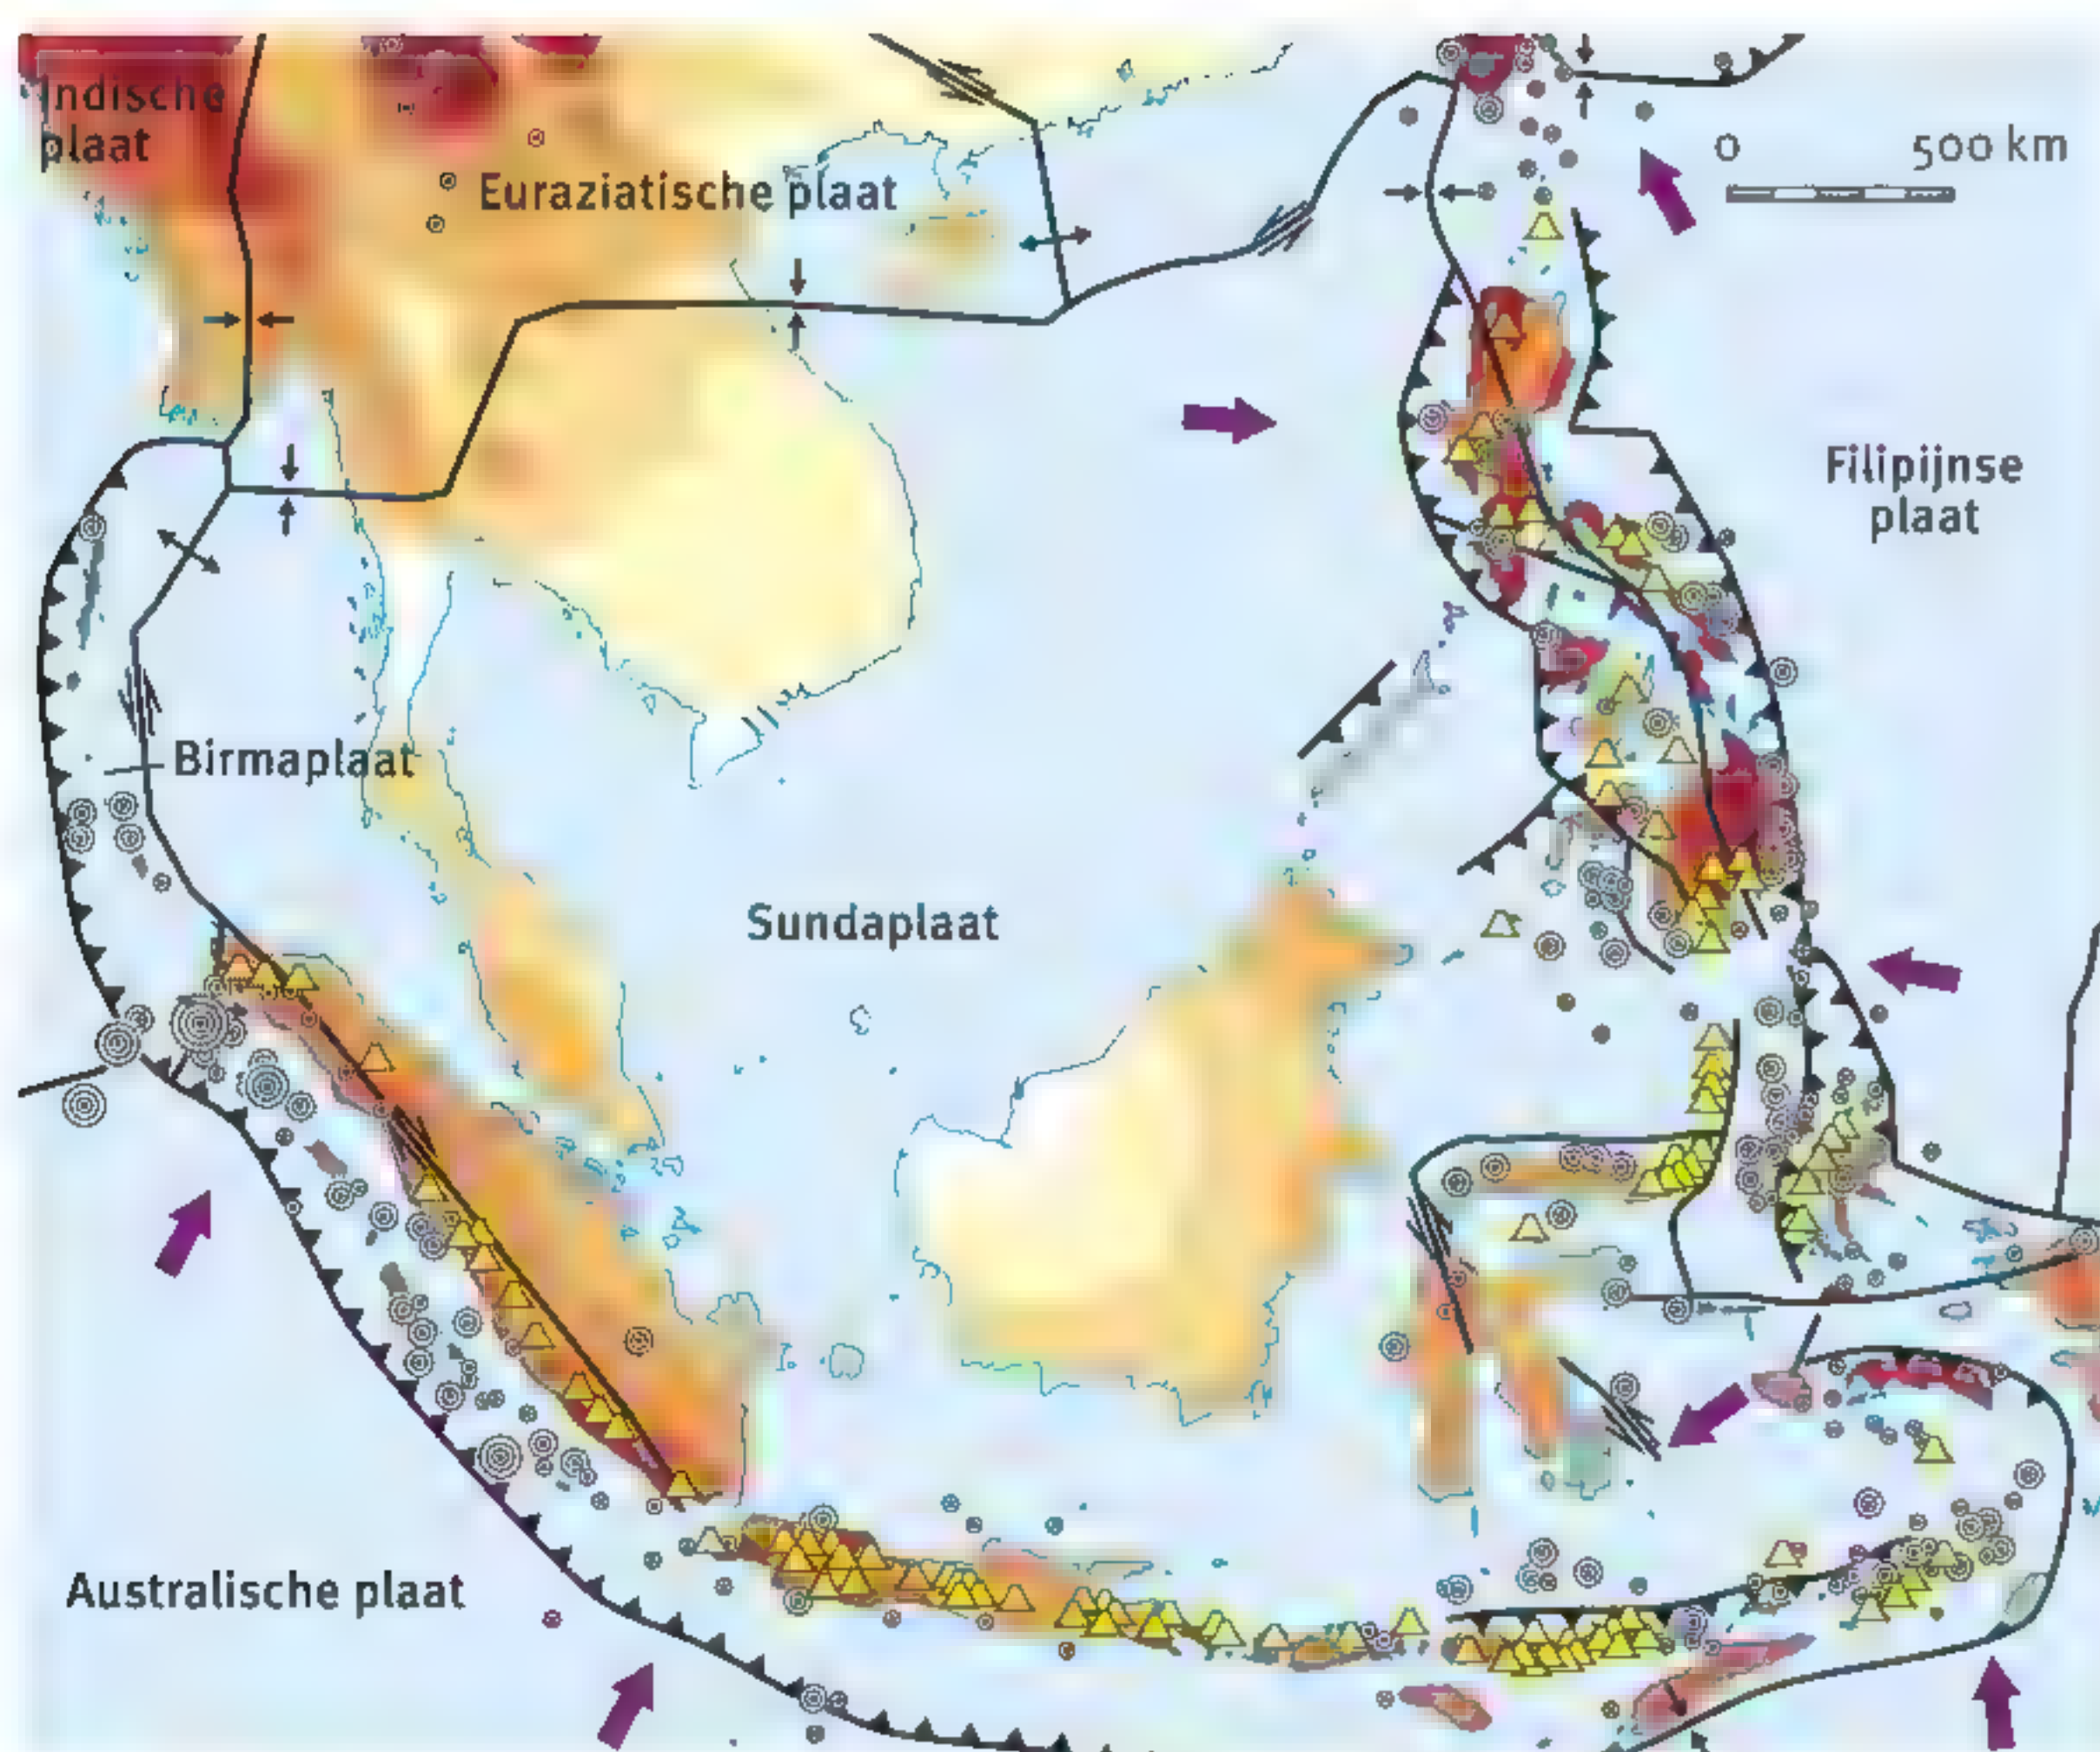 Indische
plaat
Euraziatische plaat
0 500 km
Filipijnse
plaat
Birmaplaat
Sundaplaat
Australische plaat